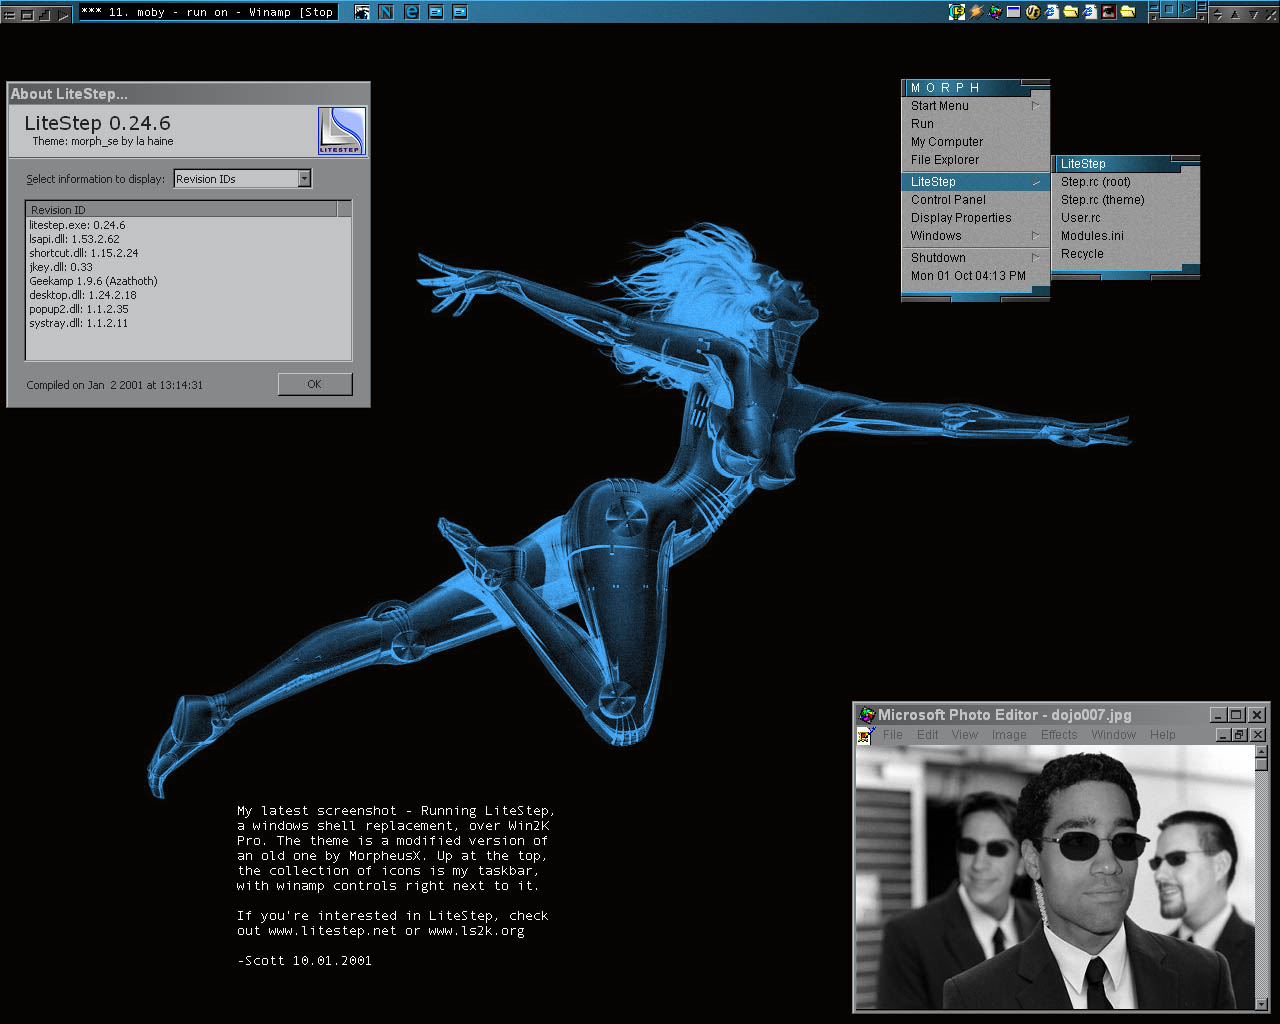 *** 11. moby - run on - Winamp [Stop
About LiteStep...
LiteStep 0.24.6
Theme: morph_se by la haine
LITESTEP
Select information to display: Revision IDs
Revision ID
litestep.exe: 0.24.6
lsapi.dll: 1.53.2.62
shortcut.dll: 1.15.2.24
jkey.dll: 0.33
Geekamp 1.9.6 (Azathoth)
desktop.dll: 1.24.2.18
popup2.dll: 1.1.2.35
systray.dll: 1.1.2.11
Compiled on Jan 2 2001 at 13:14:31
OK
MORPH
Start Menu
Run
My Computer
File Explorer
LiteStep
Control Panel
Display Properties
Windows
Shutdown
Mon 01 Oct 04:13 PM
LiteStep
Step.rc (root)
Step.rc (theme)
User.rc
Modules.ini
Recycle
My latest screenshot - Running LiteStep,
a windows shell replacement, over Win2K
Pro. The theme is a modified version of
an old one by MorpheusX. Up at the top,
the collection of icons is my taskbar,
with winamp controls right next to it.
If you're interested in LiteStep, check
out www.litestep.net or www.ls2k.org
-Scott 10.01.2001
Microsoft Photo Editor - dojo007.jpg
File Edit View Image Effects Window Help